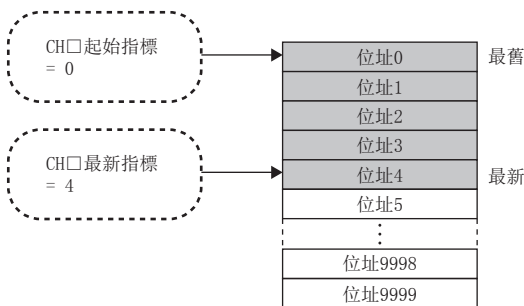 CH□起始指標
= 0
位址0
最舊
位址1
位址2
位址3
CH□最新指標
= 4
位址4
最新
位址5
⋮
位址9998
位址9999